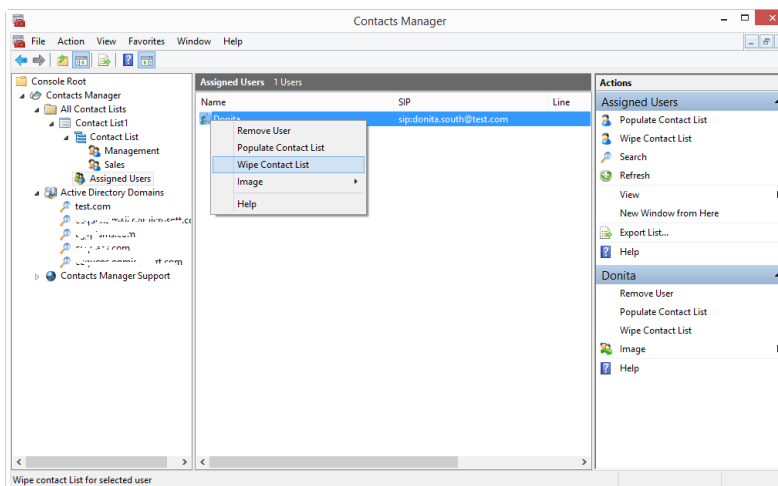 Contacts Manager
File Action View Favorites Window Help
Console Root
Contacts Manager
All Contact Lists
Contact List1
Contact List
Management
Sales
Assigned Users
Active Directory Domains
test.com
Contacts Manager Support
Assigned Users 1 Users
Name SIP Line
Donita sip:donita.south@test.com
Remove User
Populate Contact List
Wipe Contact List
Image
Help
Actions
Assigned Users
Populate Contact List
Wipe Contact List
Search
Refresh
View
New Window from Here
Export List...
Help
Donita
Remove User
Populate Contact List
Wipe Contact List
Image
Help
Wipe contact List for selected user